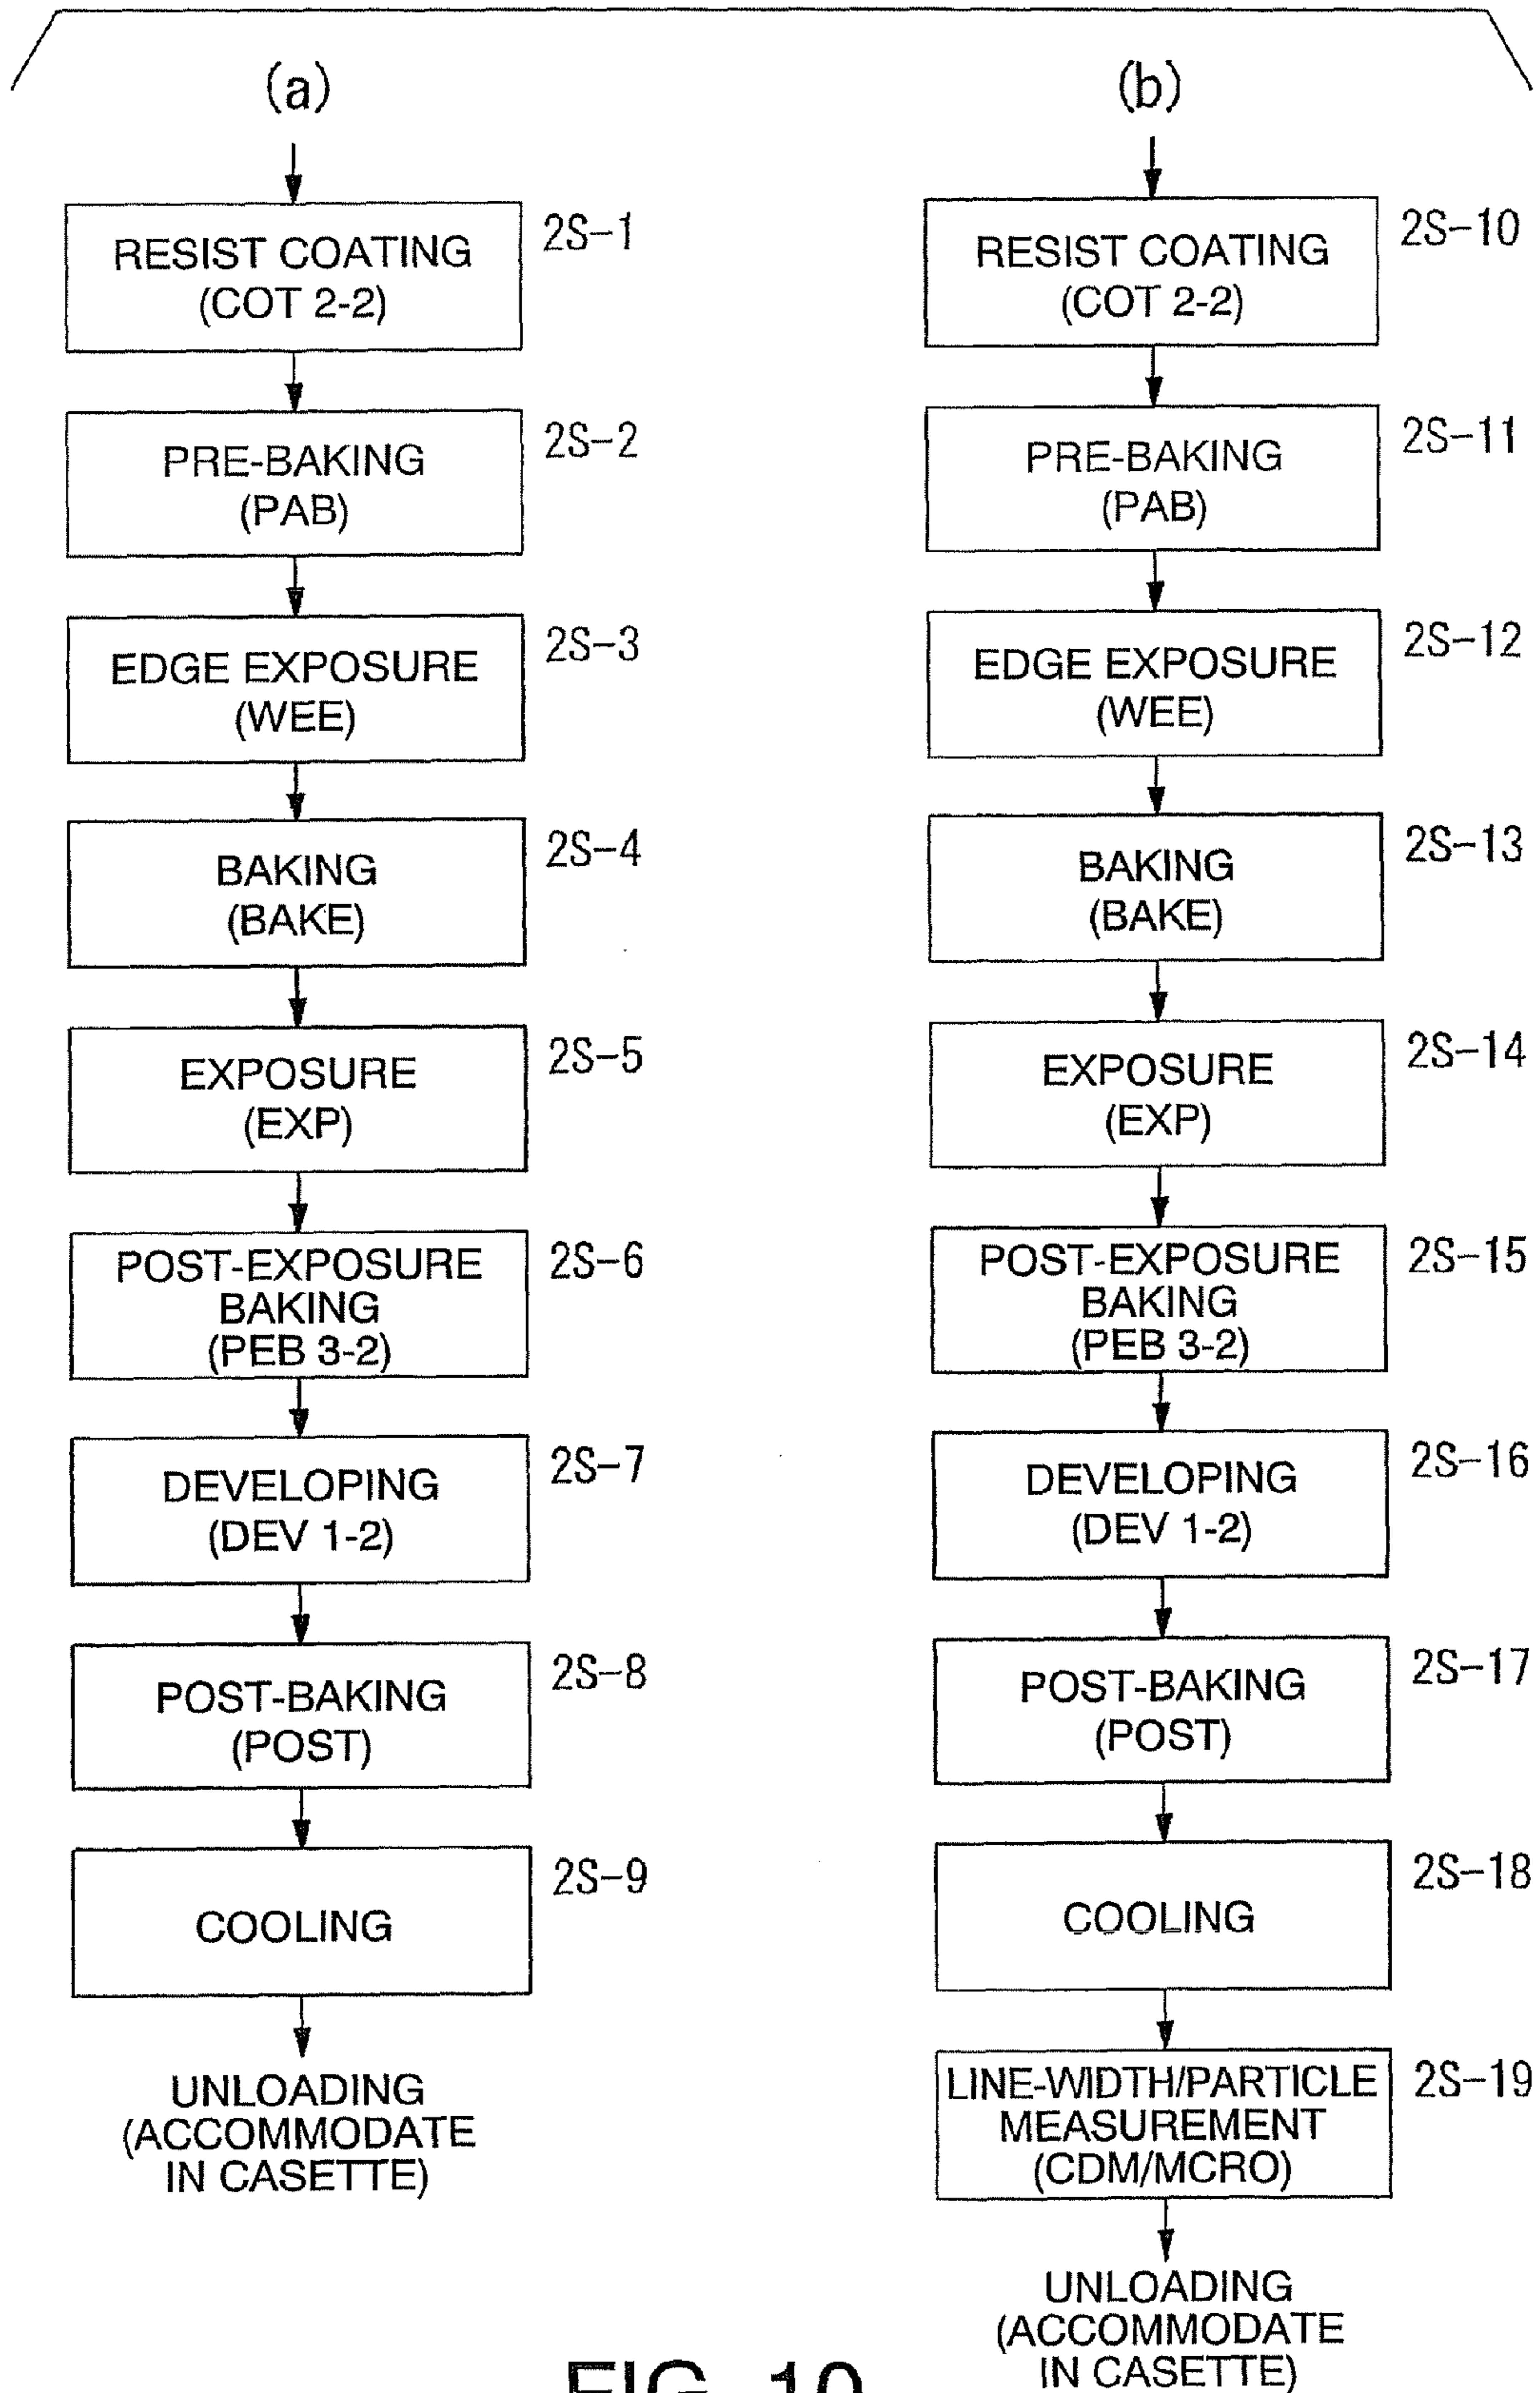 (a)
RESIST COATING
(COT 2-2)
2S-1
PRE-BAKING
(PAB)
2S-2
EDGE EXPOSURE
(WEE)
2S-3
BAKING
(BAKE)
2S-4
EXPOSURE
(EXP)
2S-5
POST-EXPOSURE
BAKING
(PEB 3-2)
2S-6
DEVELOPING
(DEV 1-2)
2S-7
POST-BAKING
(POST)
2S-8
COOLING
2S-9
UNLOADING
(ACCOMMODATE
IN CASETTE)
(b)
RESIST COATING
(COT 2-2)
2S-10
PRE-BAKING
(PAB)
2S-11
EDGE EXPOSURE
(WEE)
2S-12
BAKING
(BAKE)
2S-13
EXPOSURE
(EXP)
2S-14
POST-EXPOSURE
BAKING
(PEB 3-2)
2S-15
DEVELOPING
(DEV 1-2)
2S-16
POST-BAKING
(POST)
2S-17
COOLING
2S-18
LINE-WIDTH/PARTICLE
MEASUREMENT
(CDM/MCRO)
2S-19
UNLOADING
(ACCOMMODATE
IN CASETTE)
FIG. 10